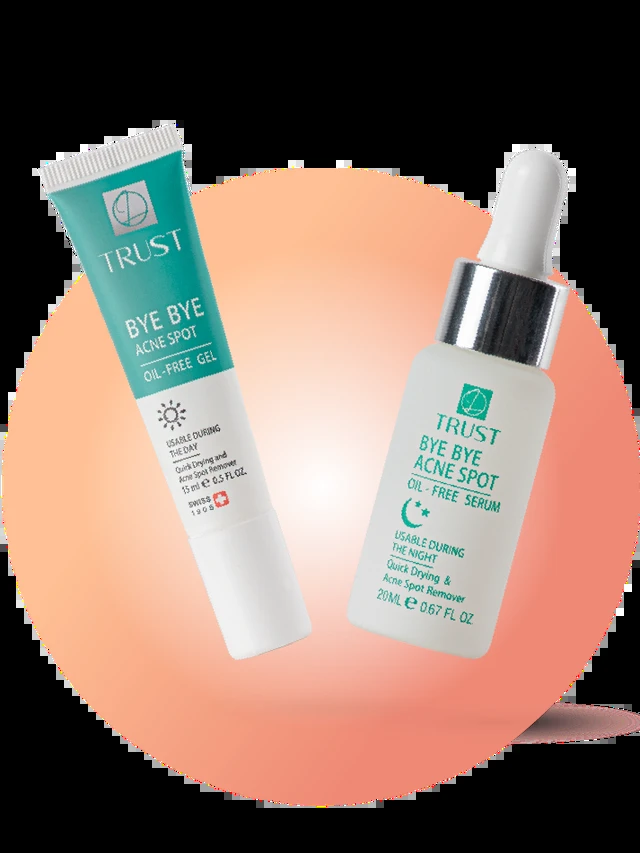 TRUST
BYE BYE
ACNE SPOT
OIL-FREE GEL
USABLE DURING
THE DAY
Quick Drying and
Acne Spot Remover
15 ml e 0.5 FL OZ.
SWISS
1909
TRUST
BYE BYE
ACNE SPOT
OIL - FREE SERUM
USABLE DURING
THE NIGHT
Quick Drying &
Acne Spot Remover
20ML e 0.67 FL OZ